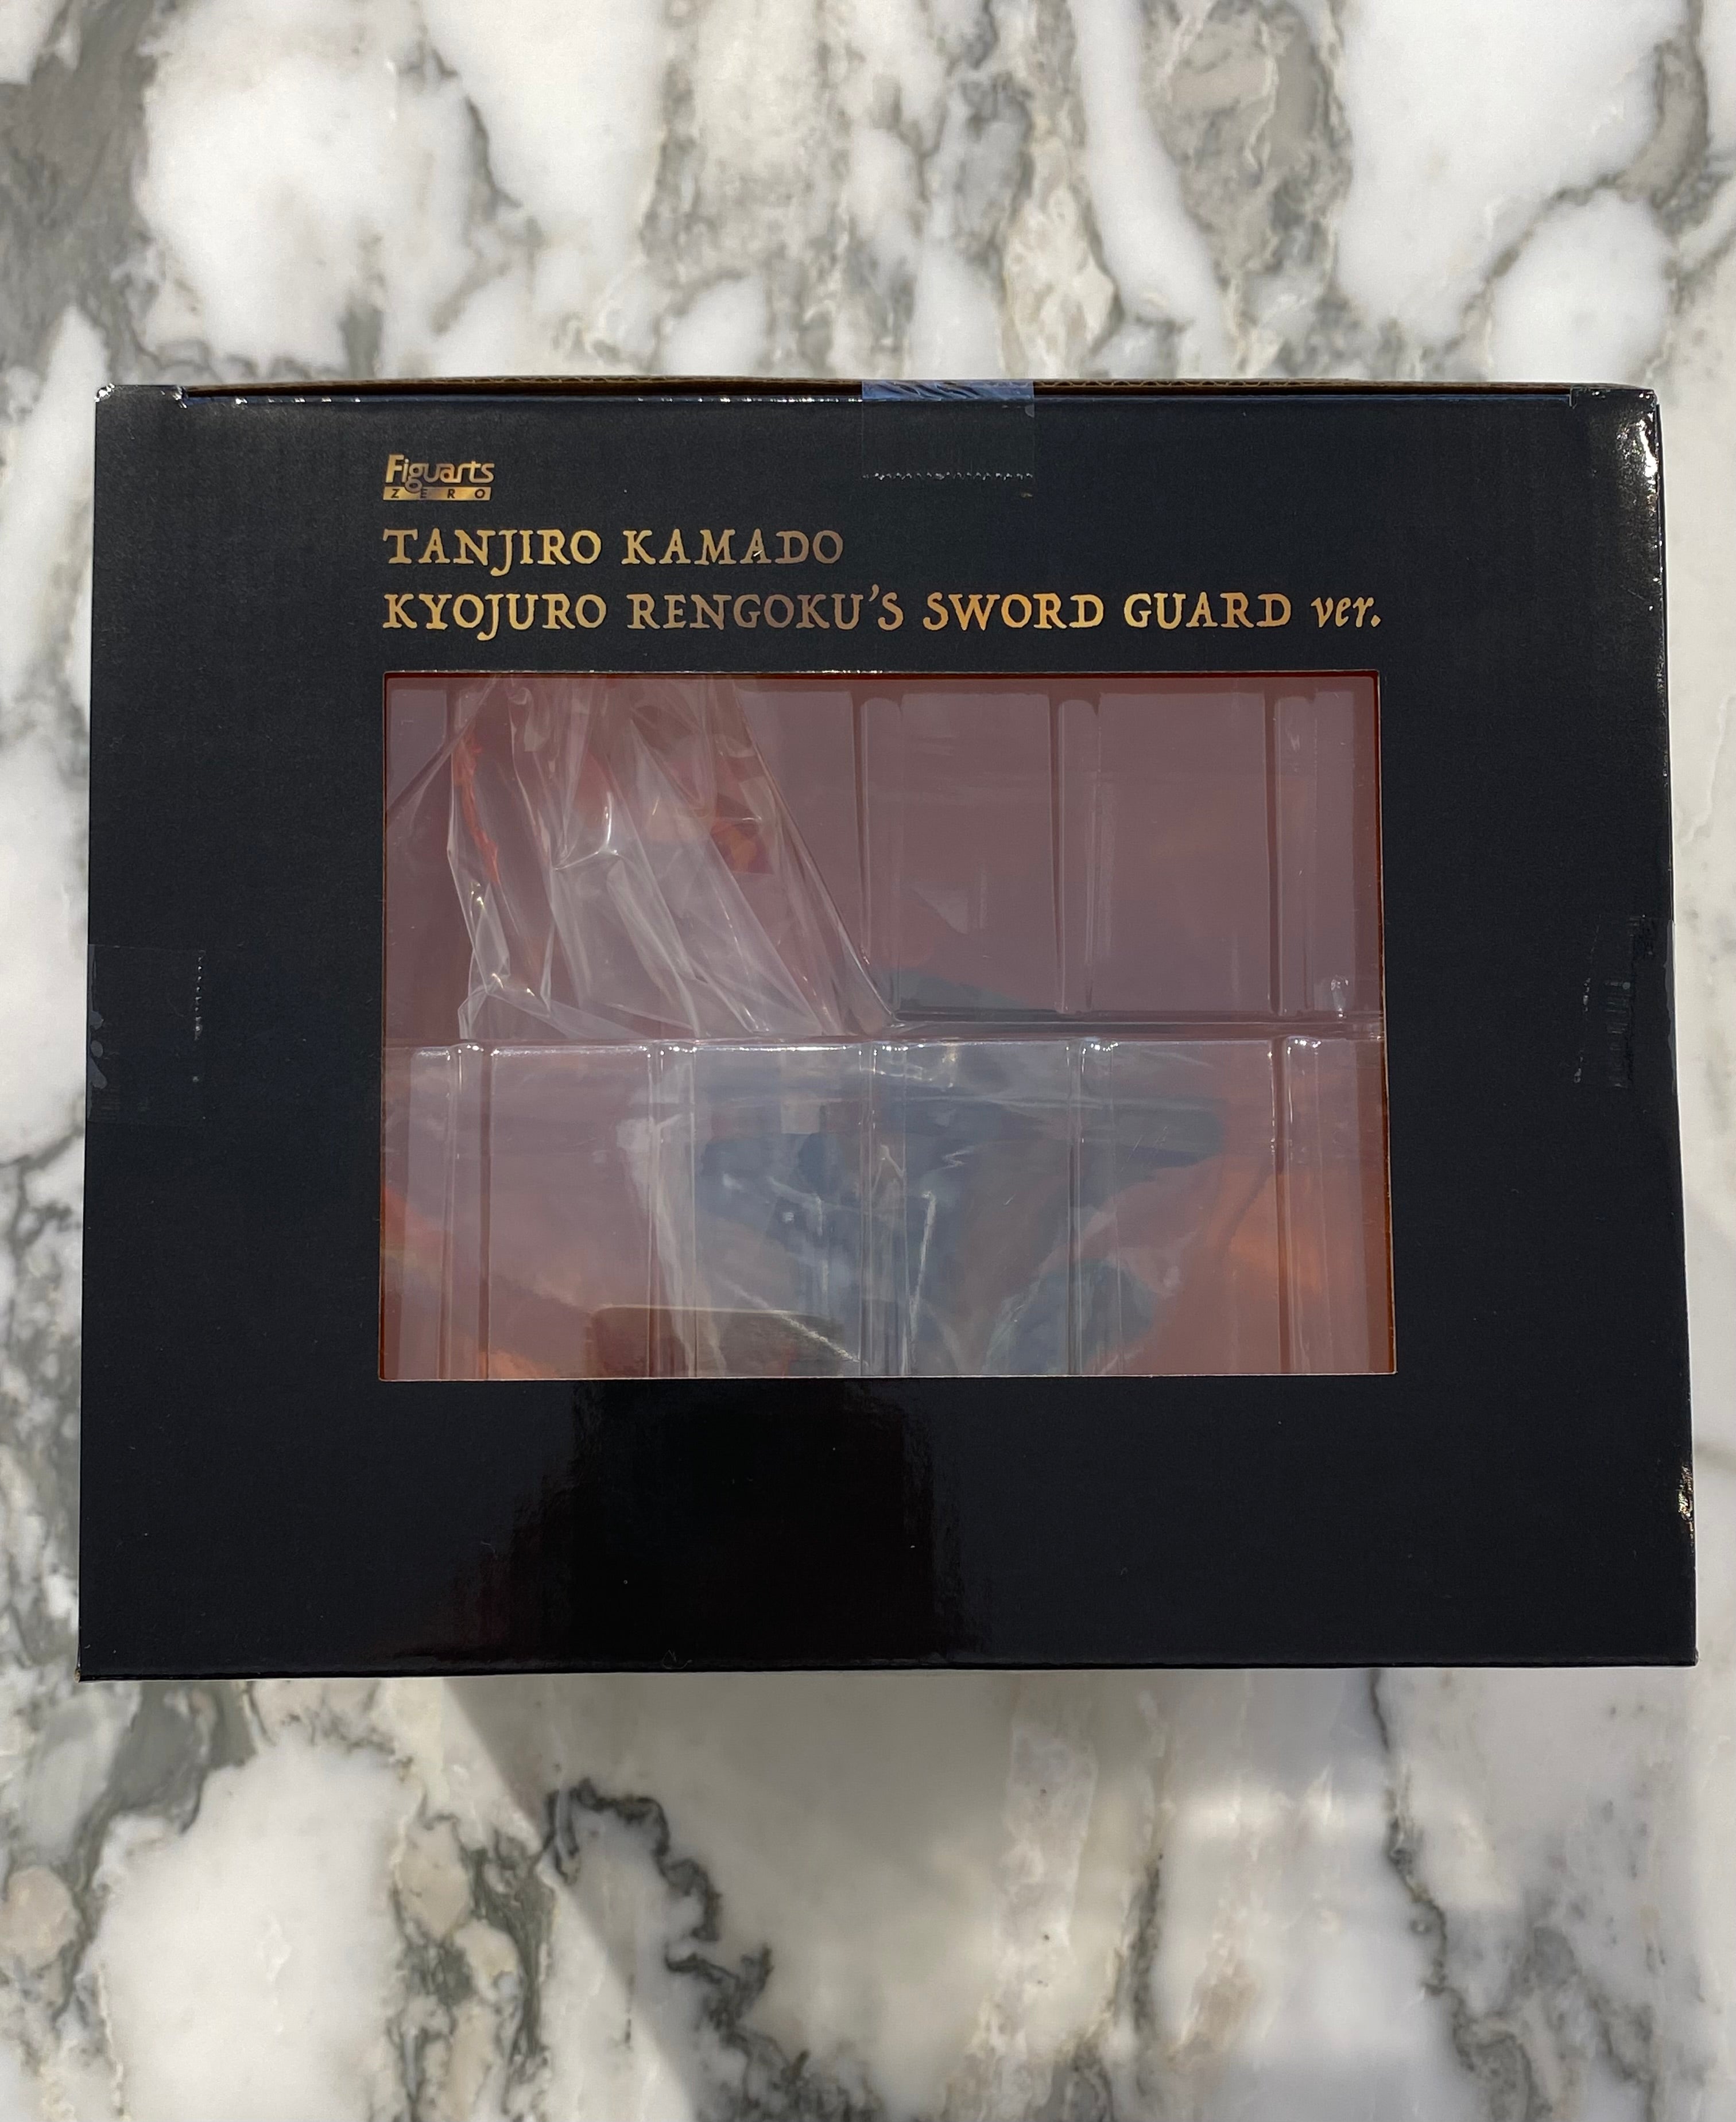 Figuarts
ZERO
TANJIRO KAMADO
KYOJURO RENGOKU'S SWORD GUARD ver.